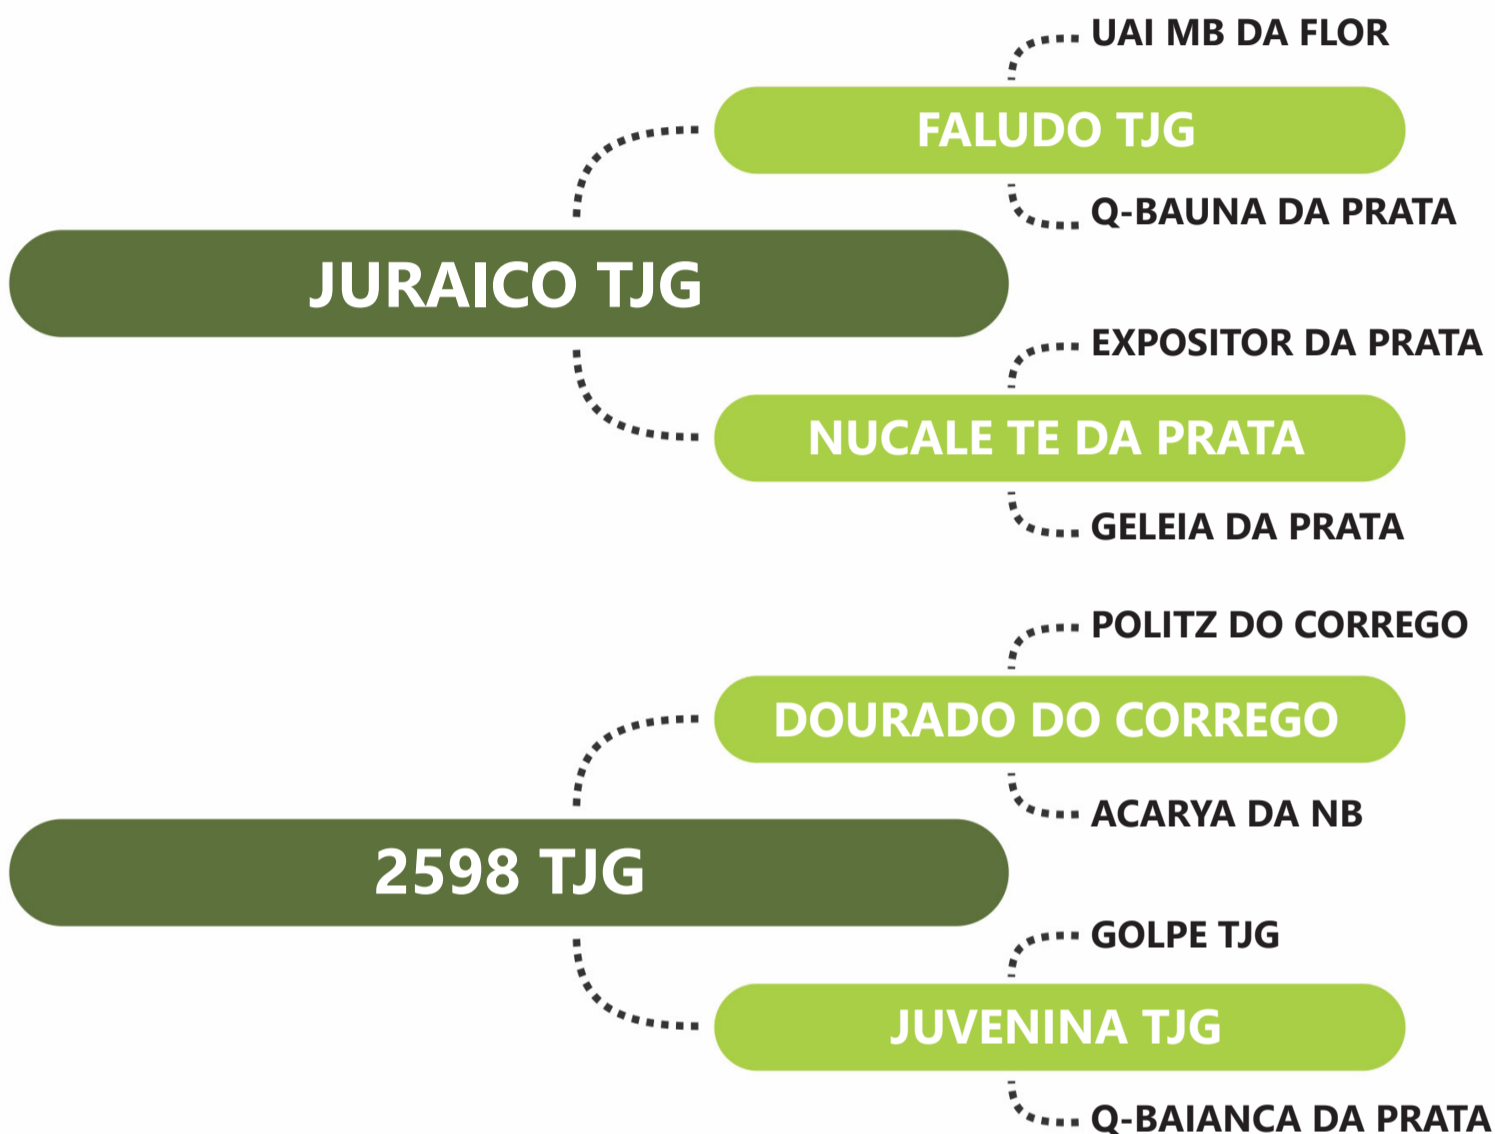 UAI MB DA FLOR
FALUDO TJG
Q-BAUNA DA PRATA
JURAICO TJG
EXPOSITOR DA PRATA
NUCALE TE DA PRATA
GELEIA DA PRATA
POLITZ DO CORREGO
DOURADO DO CORREGO
ACARYA DA NB
2598 TJG
GOLPE TJG
JUVENINA TJG
Q-BAIANCA DA PRATA